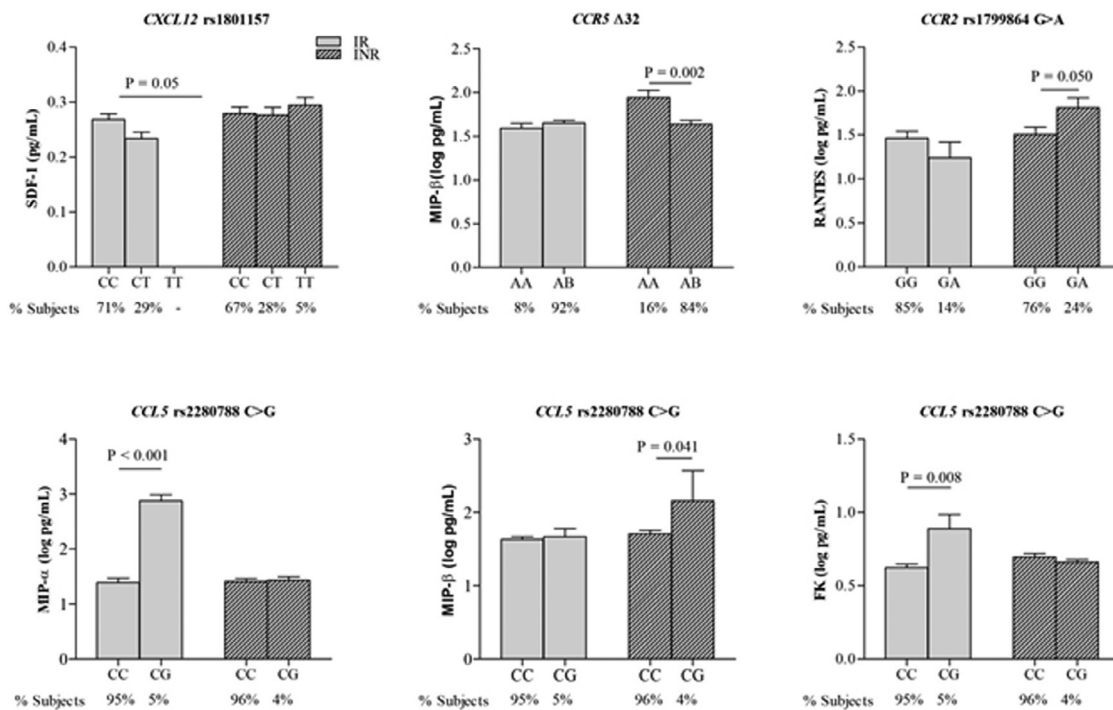 CXCL12 rs1801157
CCR5 Δ32
CCR2 rs1799864 G>A
IR
INR
SDF-1 (pg/mL)
0.4
0.3
0.2
0.1
0.0
P = 0.05
CC CT TT CC CT TT
% Subjects 71% 29% - 67% 28% 5%
MIP-β(log pg/mL)
2.5
2.0
1.5
1.0
0.5
0.0
P = 0.002
AA AB AA AB
% Subjects 8% 92% 16% 84%
RANTES (log pg/mL)
2.5
2.0
1.5
1.0
0.5
0.0
P = 0.050
GG GA GG GA
% Subjects 85% 14% 76% 24%
CCL5 rs2280788 C>G
CCL5 rs2280788 C>G
CCL5 rs2280788 C>G
MIP-α (log pg/mL)
4
3
2
1
0
P < 0.001
CC CG CC CG
% Subjects 95% 5% 96% 4%
MIP-β (log pg/mL)
3
2
1
0
P = 0.041
CC CG CC CG
% Subjects 95% 5% 96% 4%
FK (log pg/mL)
1.5
1.0
0.5
0.0
P = 0.008
CC CG CC CG
% Subjects 95% 5% 96% 4%